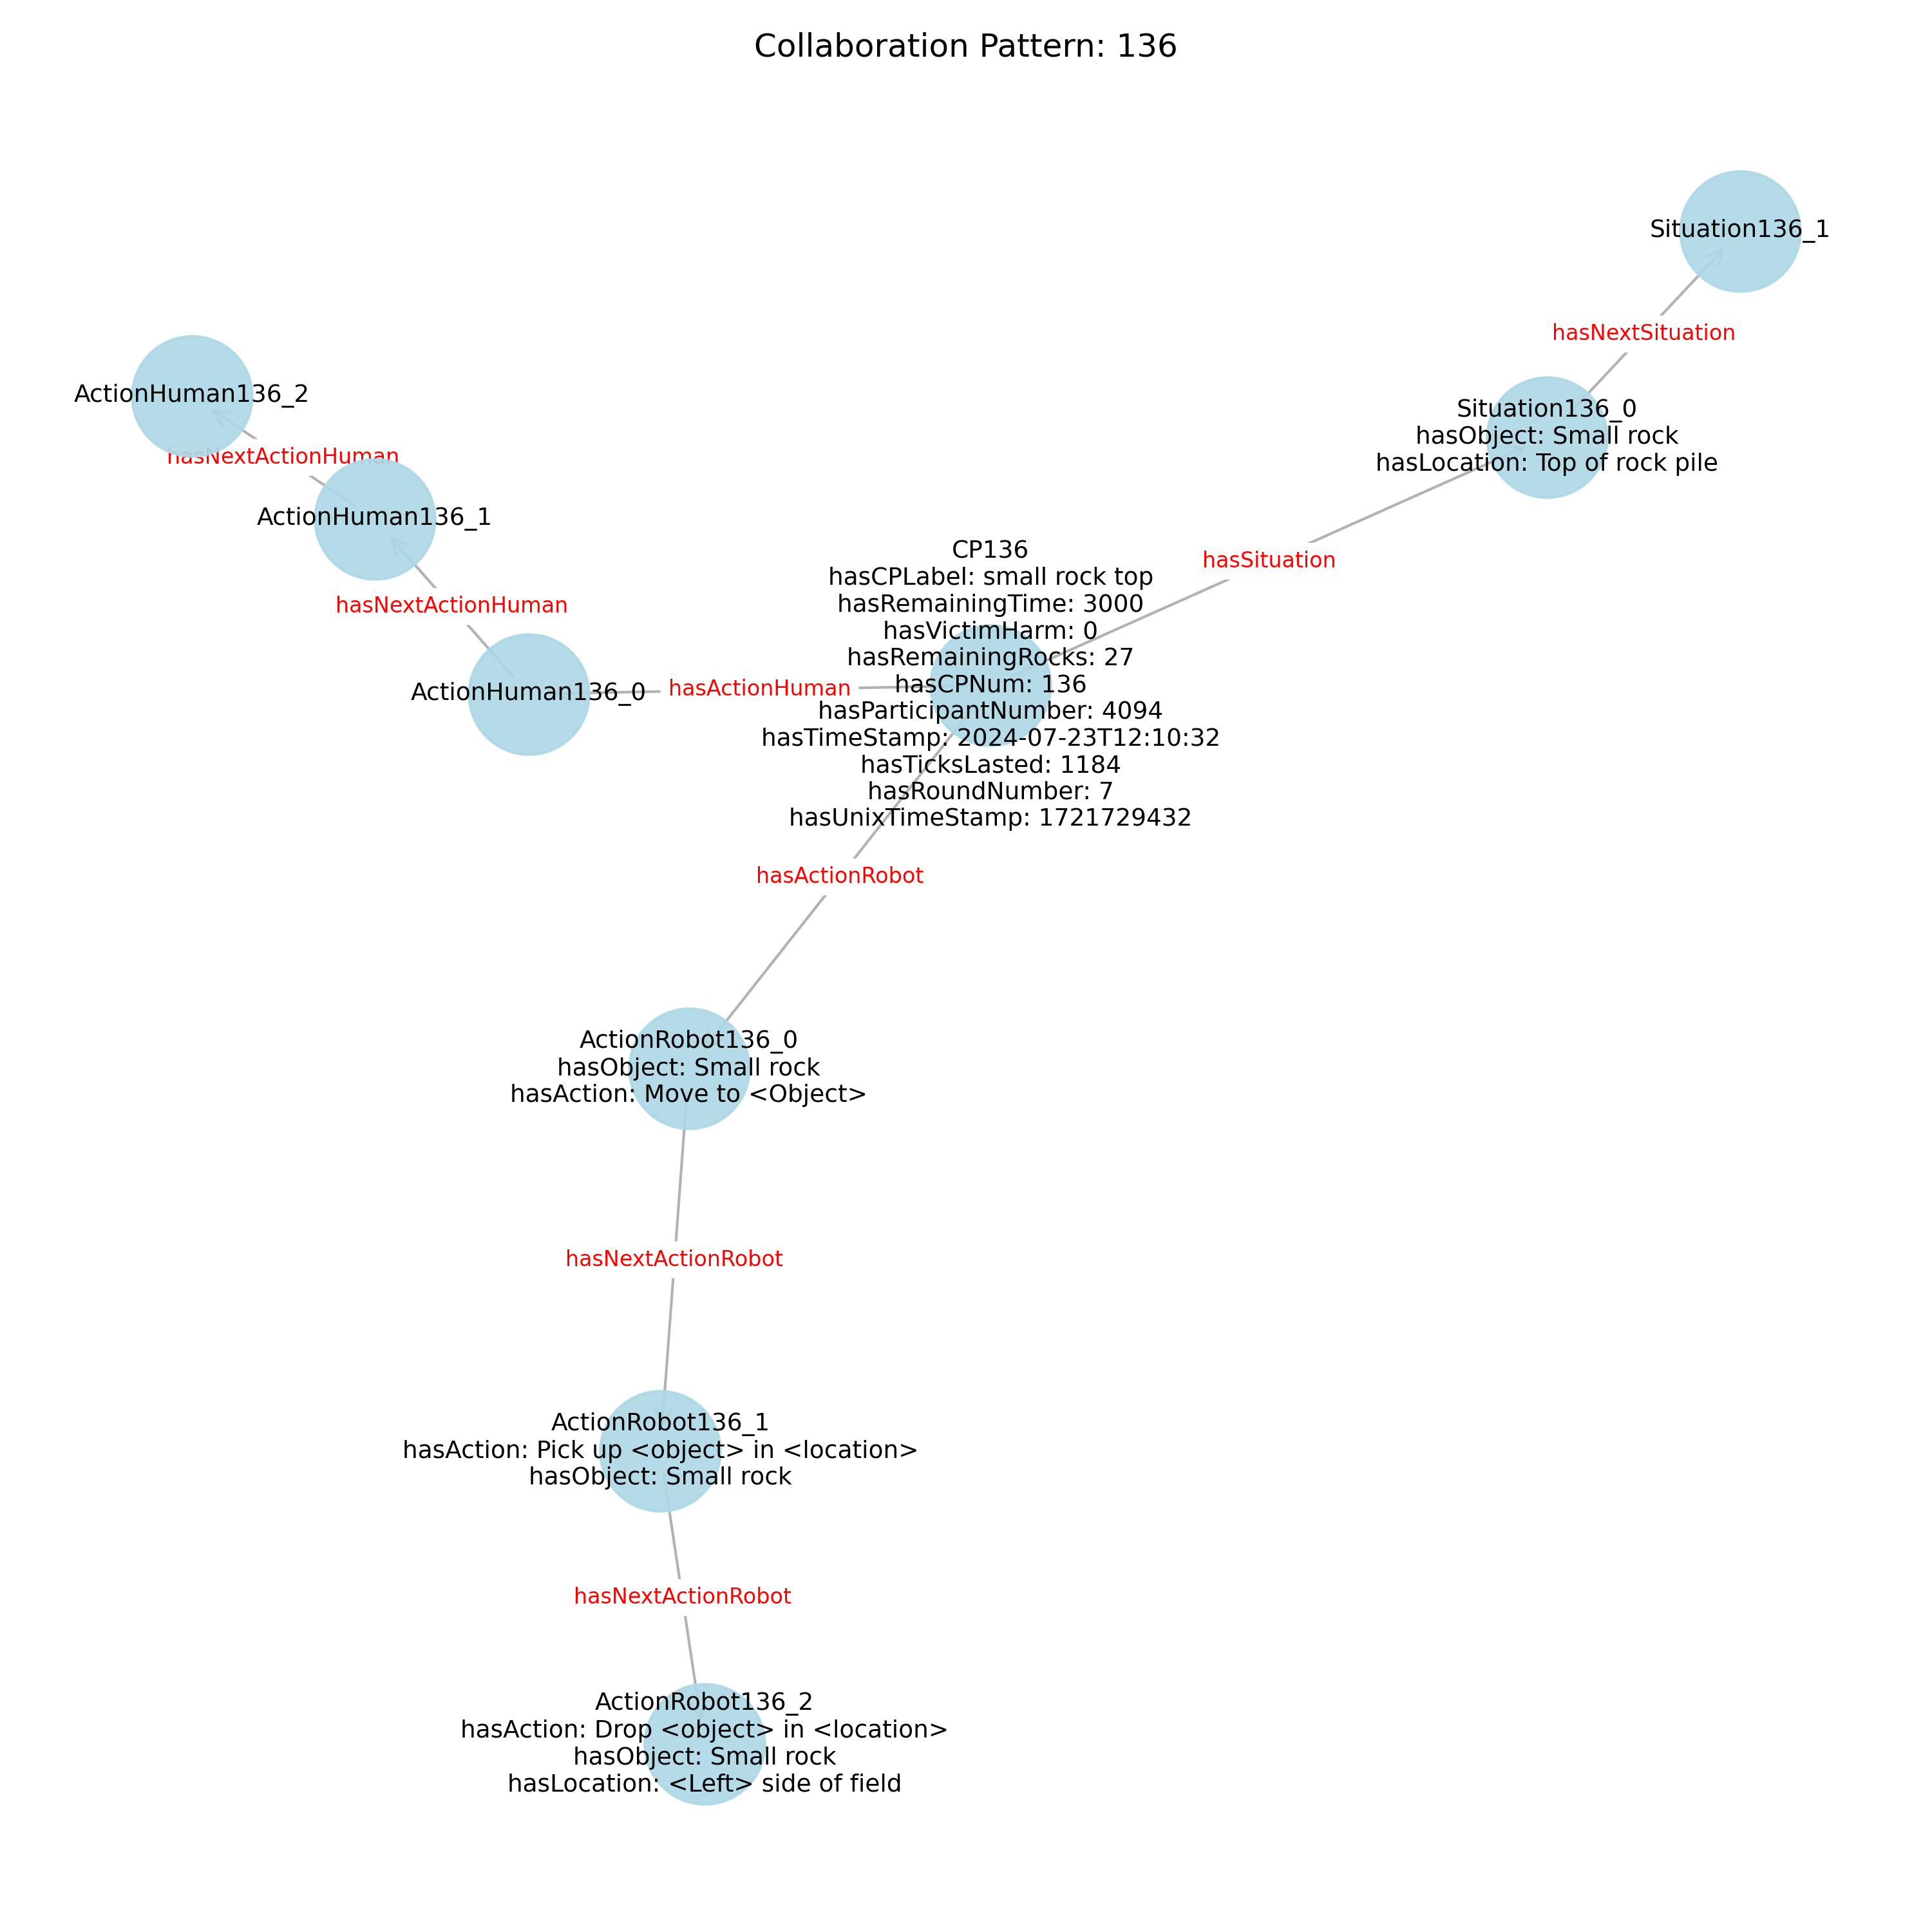 Collaboration Pattern: 136
Situation136_1
hasNextSituation
ActionHuman136_2
Situation136_0
hasObject: Small rock
hasLocation: Top of rock pile
hasNextActionHuman
ActionHuman136_1
hasSituation
hasNextActionHuman
CP136
hasCPLabel: small rock top
hasRemainingTime: 3000
hasVictimHarm: 0
hasRemainingRocks: 27
hasCPNum: 136
hasParticipantNumber: 4094
hasTimeStamp: 2024-07-23T12:10:32
hasTicksLasted: 1184
hasRoundNumber: 7
hasUnixTimeStamp: 1721729432
hasActionHuman
ActionHuman136_0
hasActionRobot
ActionRobot136_0
hasObject: Small rock
hasAction: Move to <Object>
hasNextActionRobot
ActionRobot136_1
hasAction: Pick up <object> in <location>
hasObject: Small rock
hasNextActionRobot
ActionRobot136_2
hasAction: Drop <object> in <location>
hasObject: Small rock
hasLocation: <Left> side of field